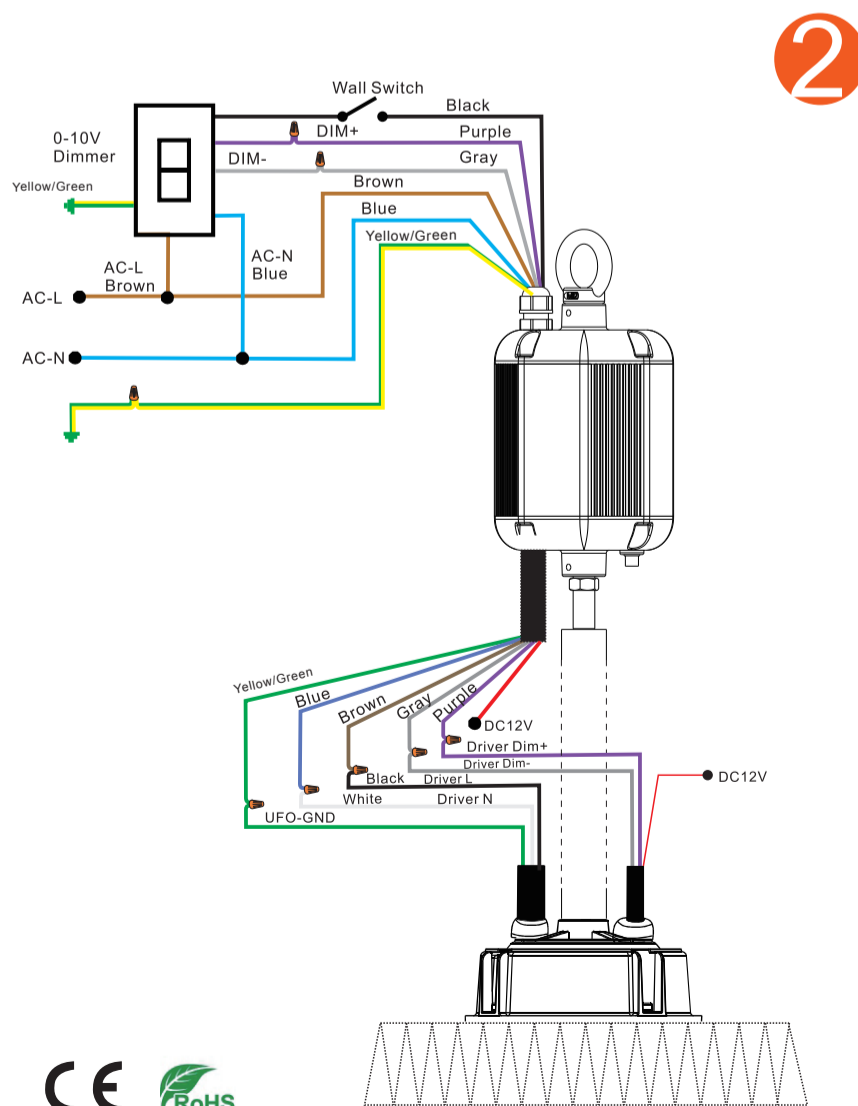 2
Wall Switch
Black
DIM+
Purple
0-10V
Dimmer
DIM-
Gray
Yellow/Green
Brown
Blue
Yellow/Green
AC-L
Brown
AC-N
Blue
AC-L
AC-N
Yellow/Green
Blue
Brown
Gray
Purple
DC12V
Driver Dim+
Driver Dim-
DC12V
Black
Driver L
White
Driver N
UFO-GND
CE
RoHS